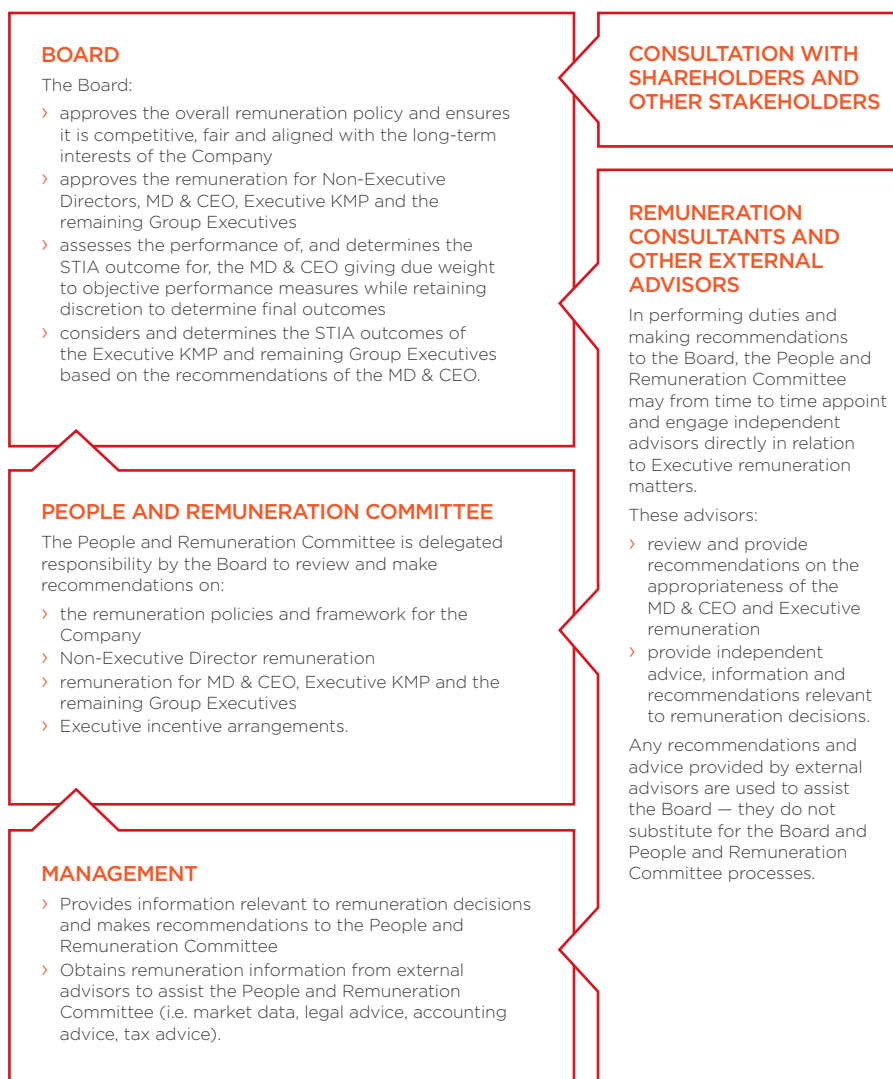 BOARD
The Board:
› approves the overall remuneration policy and ensures
it is competitive, fair and aligned with the long-term
interests of the Company
› approves the remuneration for Non-Executive
Directors, MD & CEO, Executive KMP and the
remaining Group Executives
› assesses the performance of, and determines the
STIA outcome for, the MD & CEO giving due weight
to objective performance measures while retaining
discretion to determine final outcomes
› considers and determines the STIA outcomes of
the Executive KMP and remaining Group Executives
based on the recommendations of the MD & CEO.
PEOPLE AND REMUNERATION COMMITTEE
The People and Remuneration Committee is delegated
responsibility by the Board to review and make
recommendations on:
› the remuneration policies and framework for the
Company
› Non-Executive Director remuneration
› remuneration for MD & CEO, Executive KMP and the
remaining Group Executives
› Executive incentive arrangements.
MANAGEMENT
› Provides information relevant to remuneration decisions
and makes recommendations to the People and
Remuneration Committee
› Obtains remuneration information from external
advisors to assist the People and Remuneration
Committee (i.e. market data, legal advice, accounting
advice, tax advice).
CONSULTATION WITH
SHAREHOLDERS AND
OTHER STAKEHOLDERS
REMUNERATION
CONSULTANTS AND
OTHER EXTERNAL
ADVISORS
In performing duties and
making recommendations
to the Board, the People and
Remuneration Committee
may from time to time appoint
and engage independent
advisors directly in relation
to Executive remuneration
matters.
These advisors:
› review and provide
recommendations on the
appropriateness of the
MD & CEO and Executive
remuneration
› provide independent
advice, information and
recommendations relevant
to remuneration decisions.
Any recommendations and
advice provided by external
advisors are used to assist
the Board — they do not
substitute for the Board and
People and Remuneration
Committee processes.